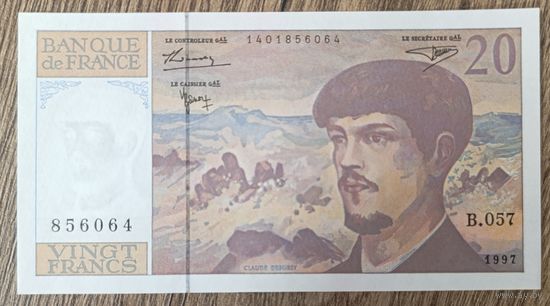 BANQUE
de FRANCE
LE CONTROLEUR GAL
1401856064
LE SECRÉTAIRE GAL
20
LE CAISSIER GAL
856064
VINGT
FRANCS
CLAUDE DEBUSSY
B.057
1997